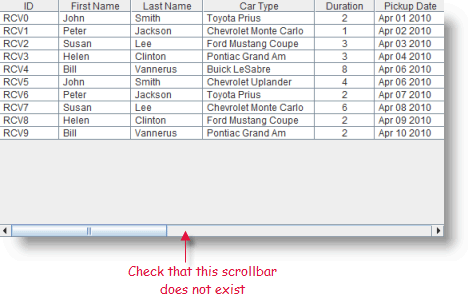 ID First Name Last Name Car Type Duration Pickup Date
RCV0 John Smith Toyota Prius 2 Apr 01 2010
RCV1 Peter Jackson Chevrolet Monte Carlo 1 Apr 02 2010
RCV2 Susan Lee Ford Mustang Coupe 3 Apr 03 2010
RCV3 Helen Clinton Pontiac Grand Am 3 Apr 04 2010
RCV4 Bill Vannerus Buick LeSabre 8 Apr 06 2010
RCV5 John Smith Chevrolet Uplander 4 Apr 06 2010
RCV6 Peter Jackson Toyota Prius 2 Apr 07 2010
RCV7 Susan Lee Chevrolet Monte Carlo 6 Apr 08 2010
RCV8 Helen Clinton Ford Mustang Coupe 2 Apr 09 2010
RCV9 Bill Vannerus Pontiac Grand Am 2 Apr 10 2010
Check that this scrollbar
does not exist